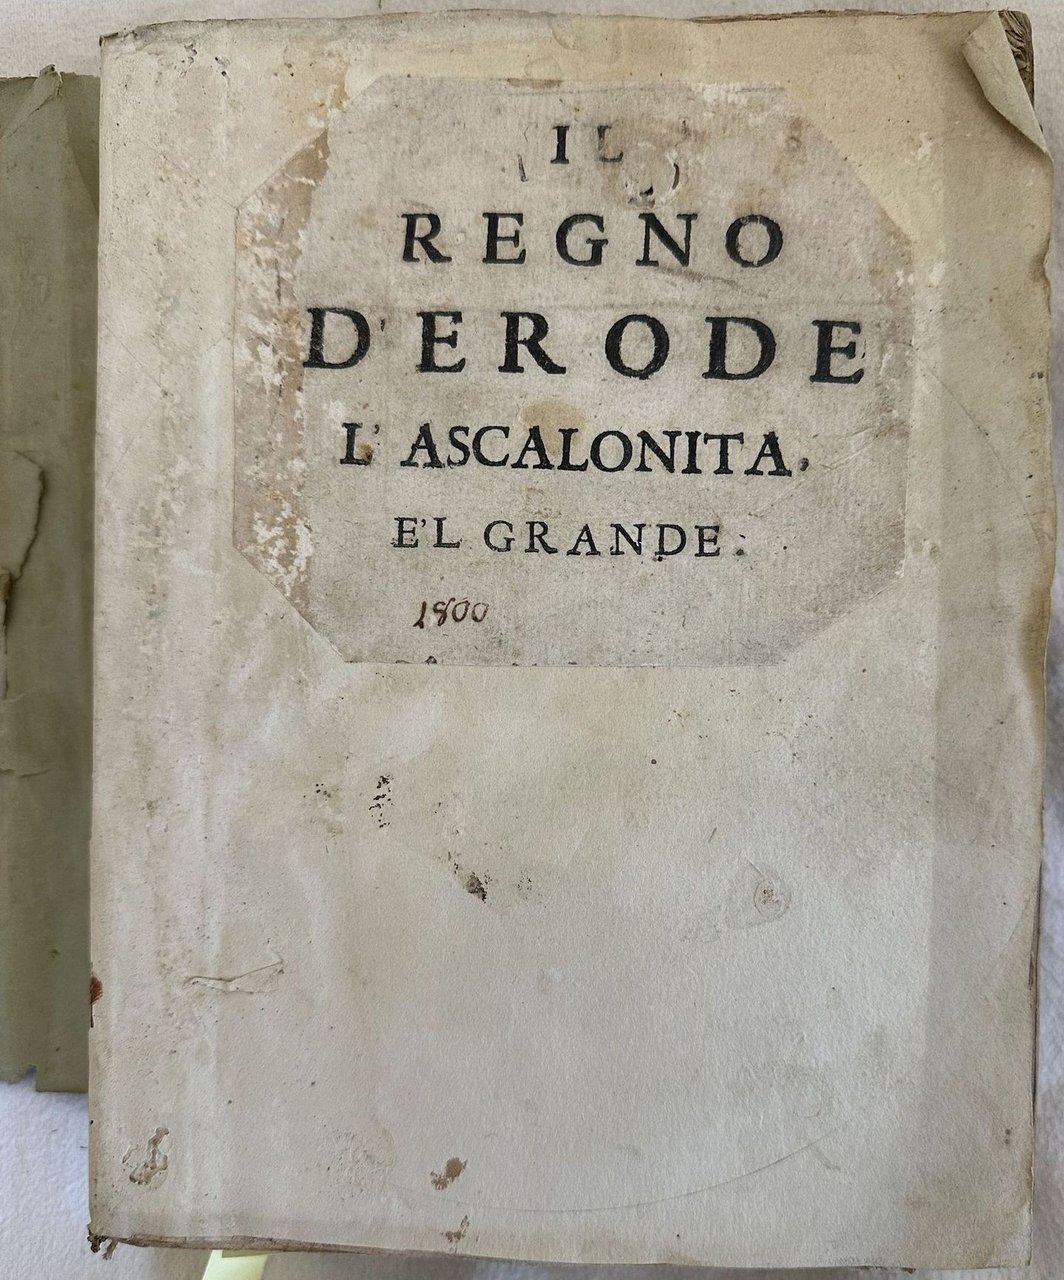 IL
REGNO
D'ERODE
L'ASCALONITA,
E'L GRANDE.
1800